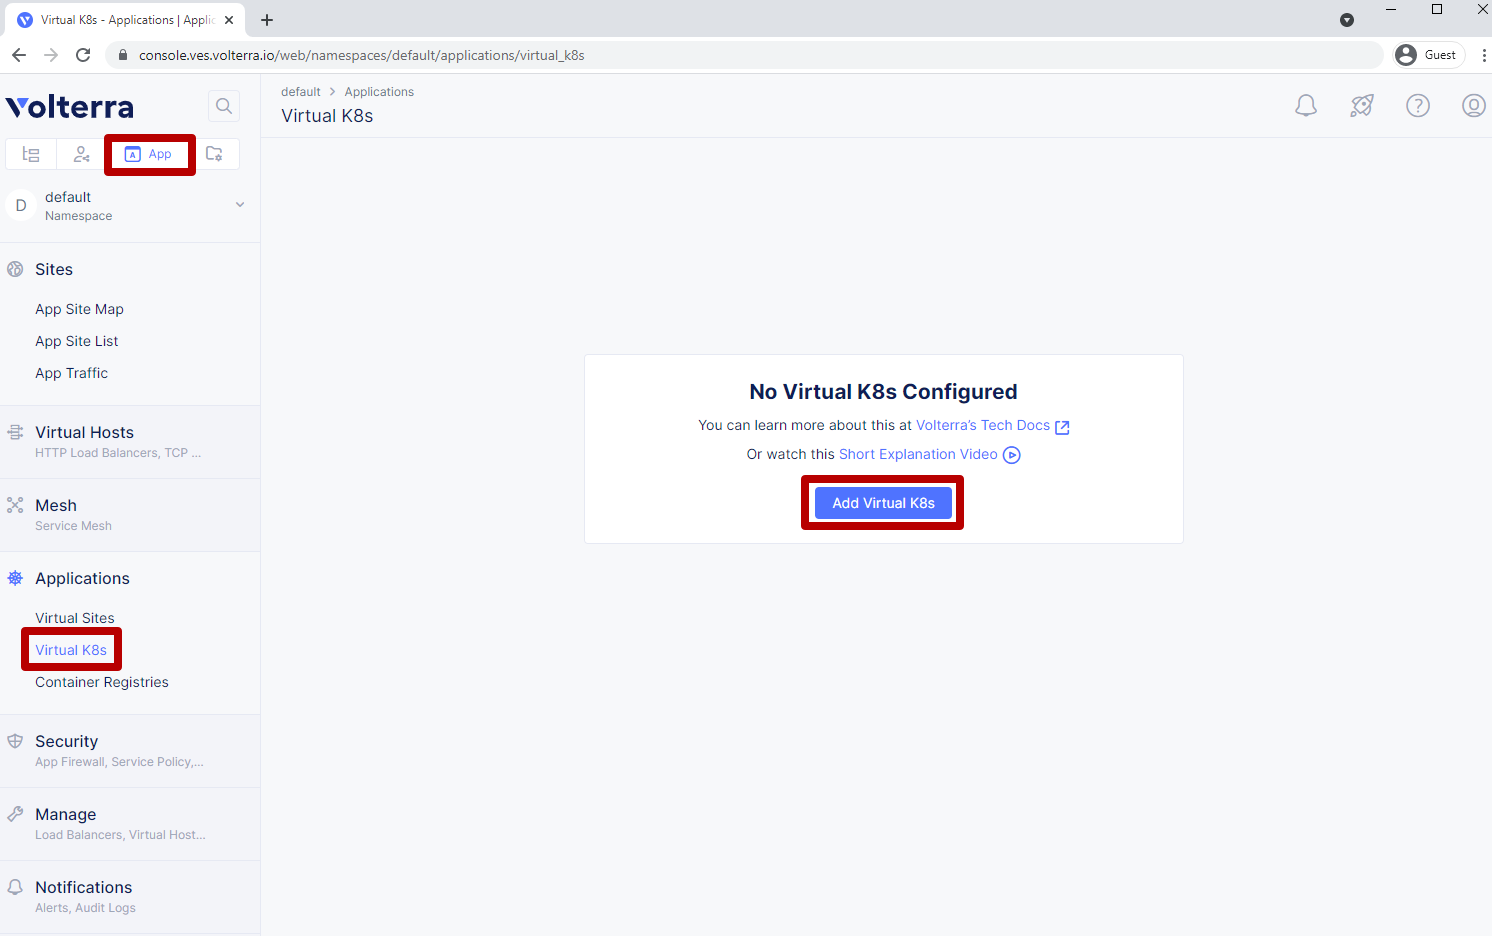 Virtual K8s - Applications | Applic
console.ves.volterra.io/web/namespaces/default/applications/virtual_k8s
Guest
Volterra
App
D
default
Namespace
Sites
App Site Map
App Site List
App Traffic
Virtual Hosts
HTTP Load Balancers, TCP ...
Mesh
Service Mesh
Applications
Virtual Sites
Virtual K8s
Container Registries
Security
App Firewall, Service Policy,...
Manage
Load Balancers, Virtual Host...
Notifications
Alerts, Audit Logs
default > Applications
Virtual K8s
No Virtual K8s Configured
You can learn more about this at Volterra's Tech Docs
Or watch this Short Explanation Video
Add Virtual K8s